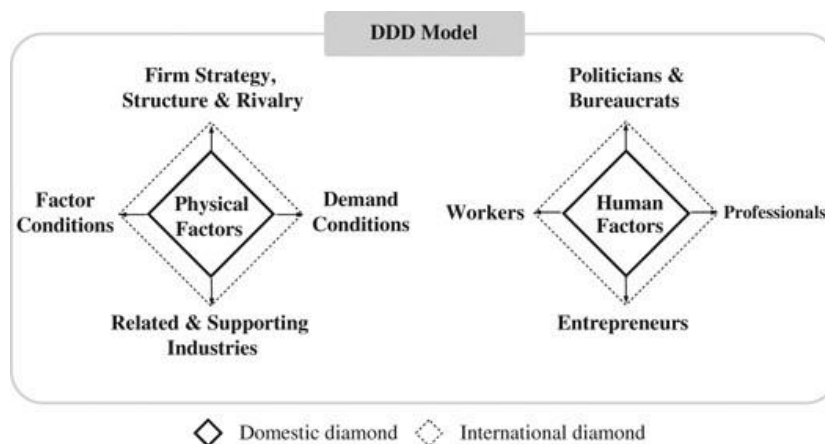 DDD Model
Firm Strategy,
Structure & Rivalry
Factor
Conditions
Physical
Factors
Demand
Conditions
Related & Supporting
Industries
Politicians &
Bureaucrats
Workers
Human
Factors
Professionals
Entrepreneurs
Domestic diamond
International diamond